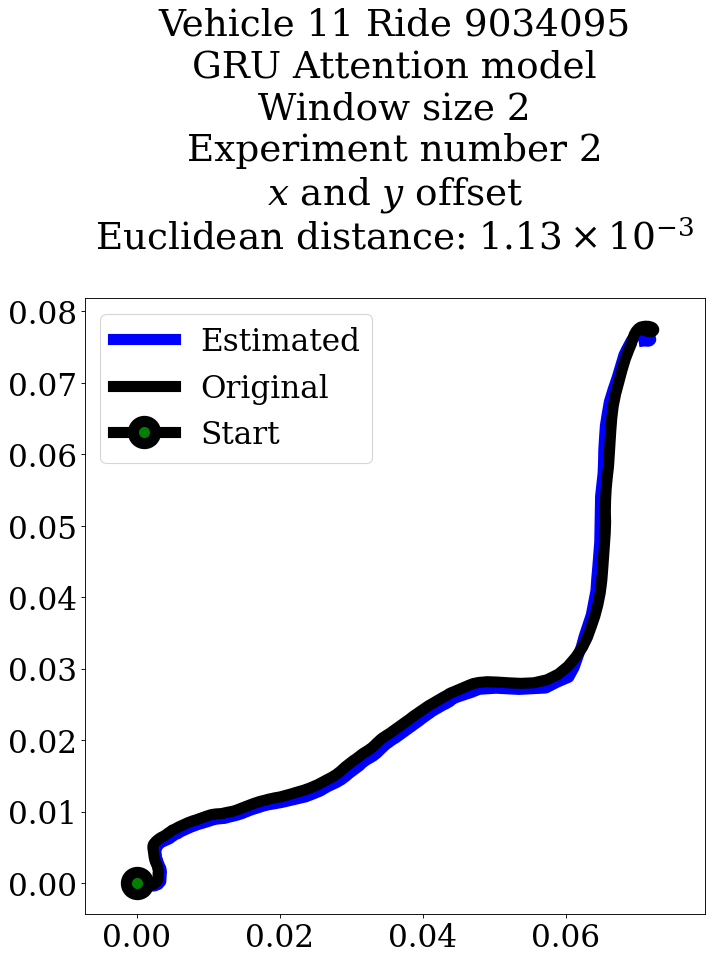 Vehicle 11 Ride 9034095
GRU Attention model
Window size 2
Experiment number 2
x and y offset
Euclidean distance: 1.13 × 10⁻³
0.08
0.07
0.06
0.05
0.04
0.03
0.02
0.01
0.00
Estimated
Original
Start
0.00 0.02 0.04 0.06